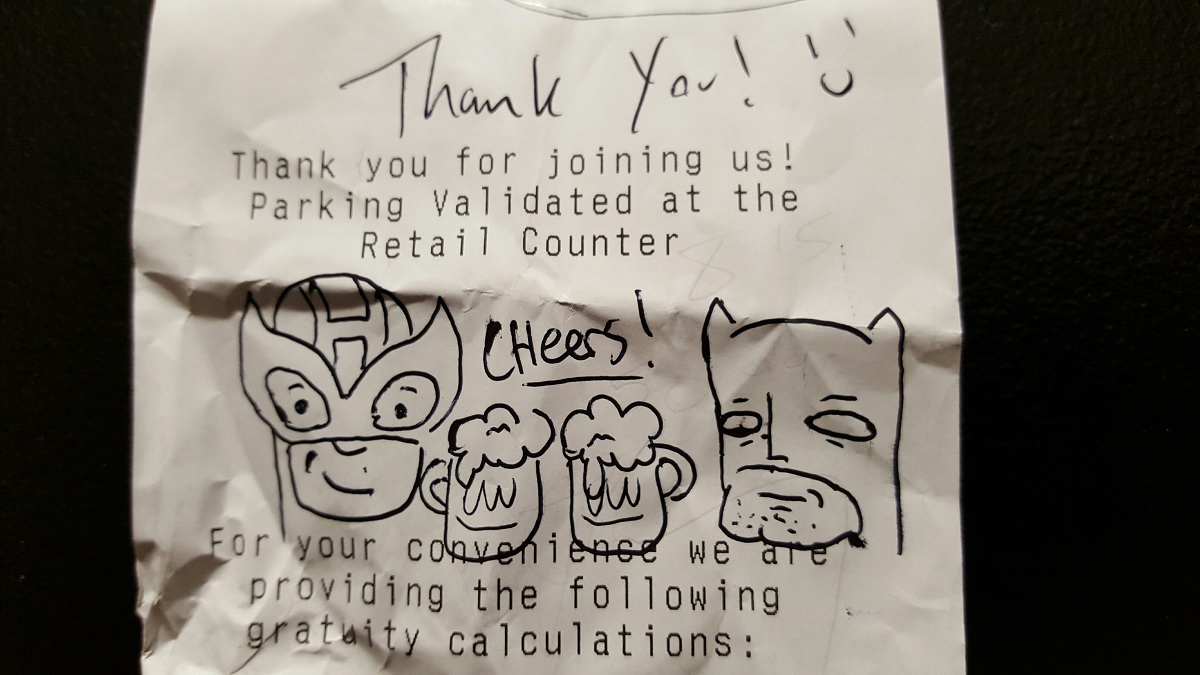 Thank You!
Thank you for joining us!
Parking Validated at the
Retail Counter
CHeers!
For your convenience we are
providing the following
gratuity calculations: